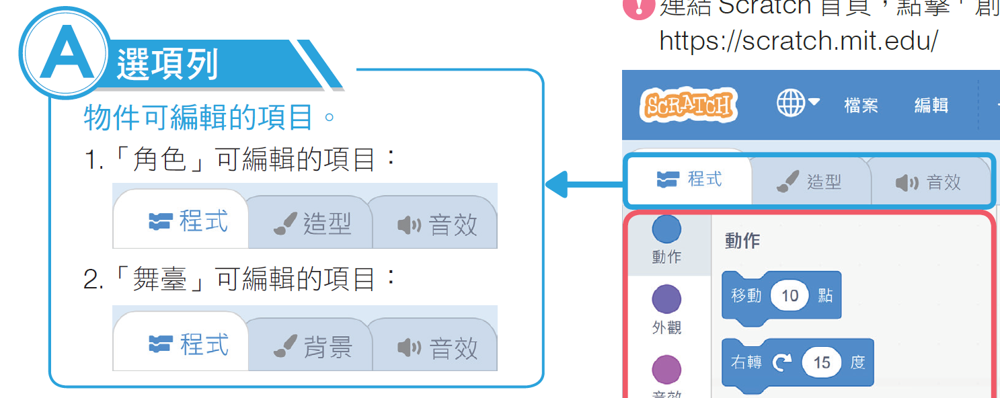 A 選項列
物件可編輯的項目。
1.「角色」可編輯的項目：
程式 造型 音效
2.「舞臺」可編輯的項目：
程式 背景 音效
連結 Scratch 首頁，點擊「創
https://scratch.mit.edu/
SCRATCH 檔案 編輯
程式 造型 音效
動作
外觀
音效
動作
移動 10 點
右轉 15 度